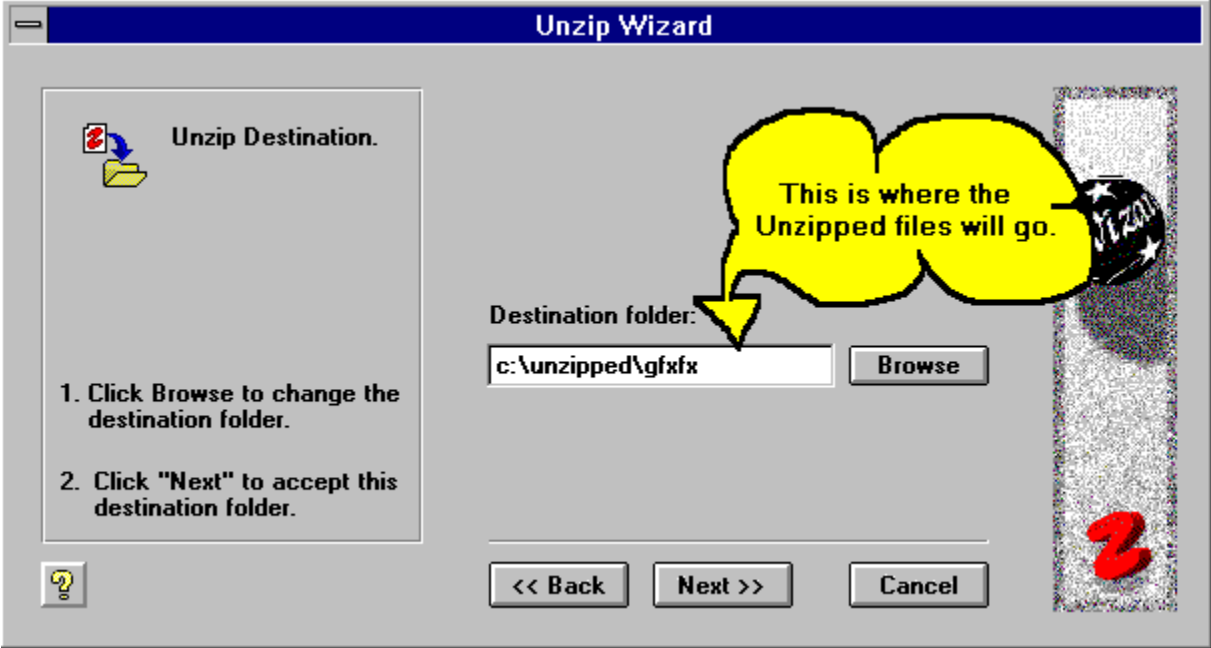 Unzip Wizard
Unzip Destination.
1. Click Browse to change the
destination folder.
2. Click "Next" to accept this
destination folder.
This is where the
Unzipped files will go.
Destination folder:
c:\unzipped\gfxfx
Browse
<< Back
Next >>
Cancel
?
Z